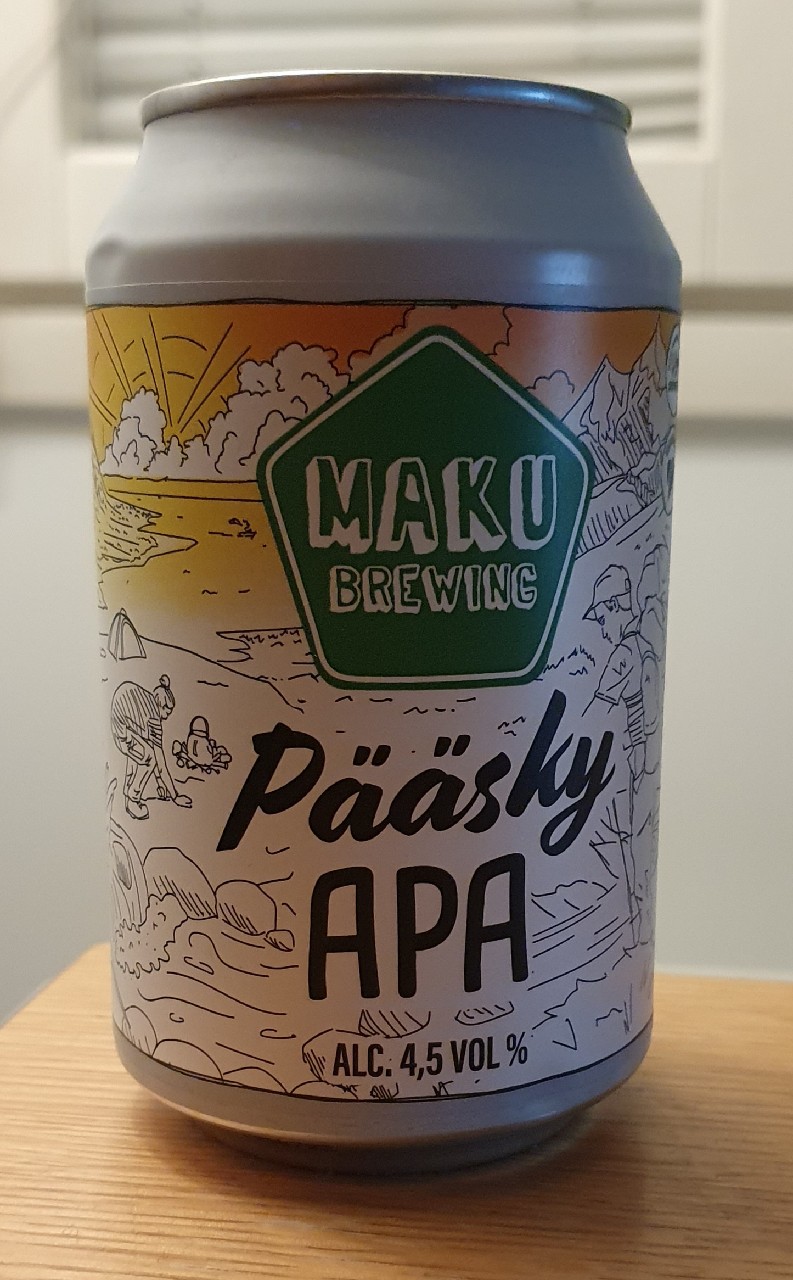 MAKU
BREWING
Pääsky
APA
ALC. 4,5 VOL %